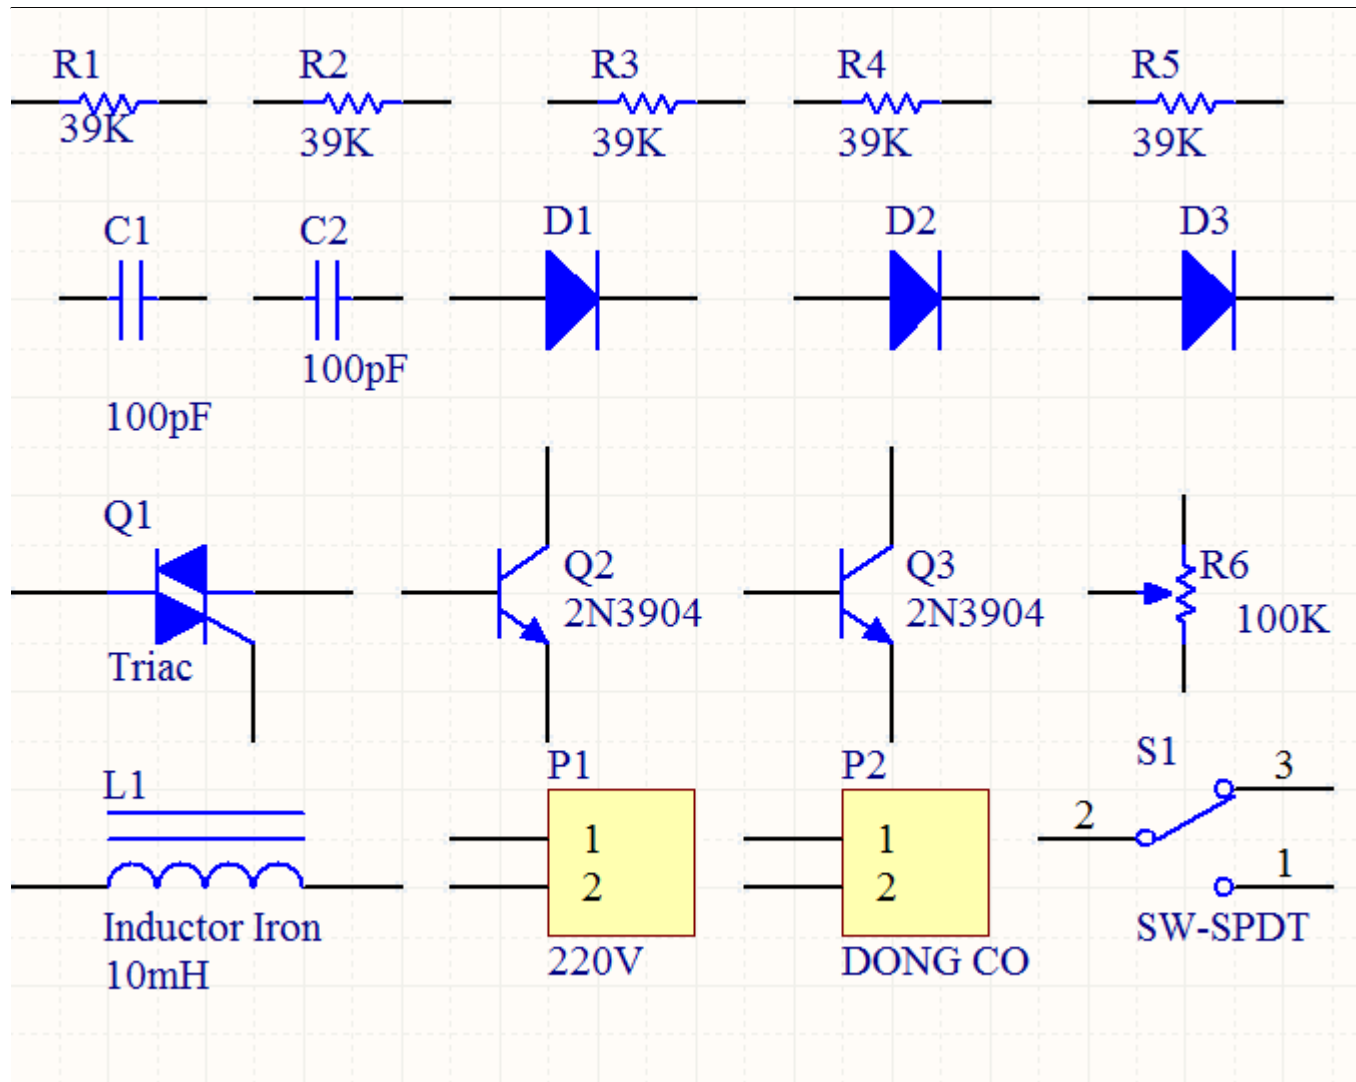 R1
R2
R3
R4
R5
39K
39K
39K
39K
39K
C1
C2
D1
D2
D3
100pF
100pF
Q1
Triac
Q2
2N3904
Q3
2N3904
R6
100K
L1
Inductor Iron
10mH
P1
1
2
220V
P2
1
2
DONG CO
S1
3
2
1
SW-SPDT